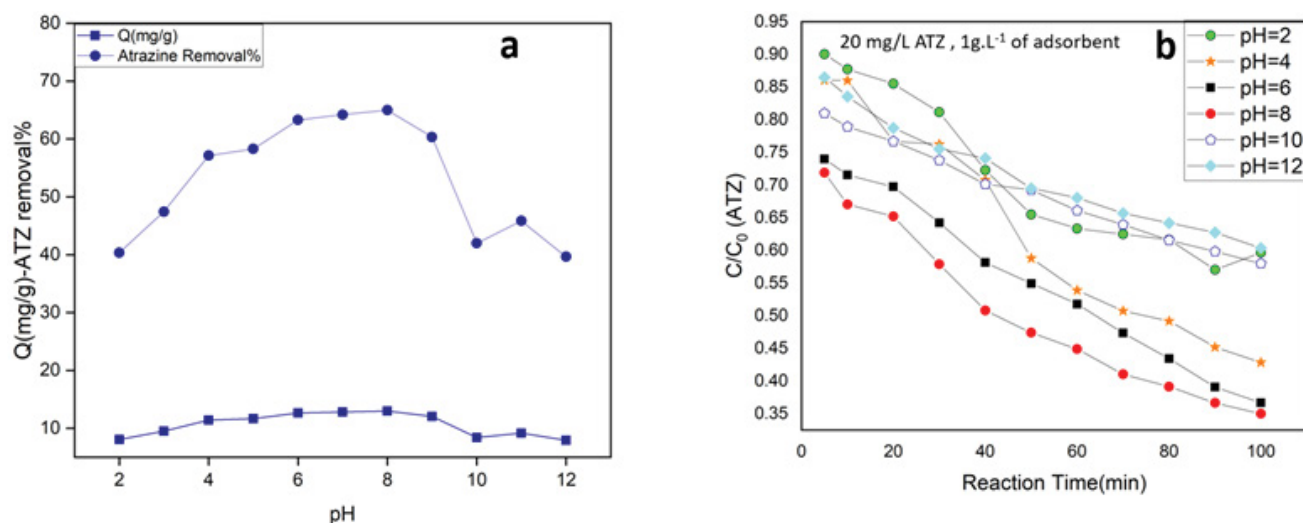 a
Q(mg/g)
Atrazine Removal%
80
70
60
50
40
30
20
10
Q(mg/g)-ATZ removal%
2
4
6
8
10
12
pH
b
20 mg/L ATZ , 1g.L⁻¹ of adsorbent
pH=2
pH=4
pH=6
pH=8
pH=10
pH=12
0.95
0.90
0.85
0.80
0.75
0.70
0.65
0.60
0.55
0.50
0.45
0.40
0.35
C/C₀ (ATZ)
0
20
40
60
80
100
Reaction Time(min)